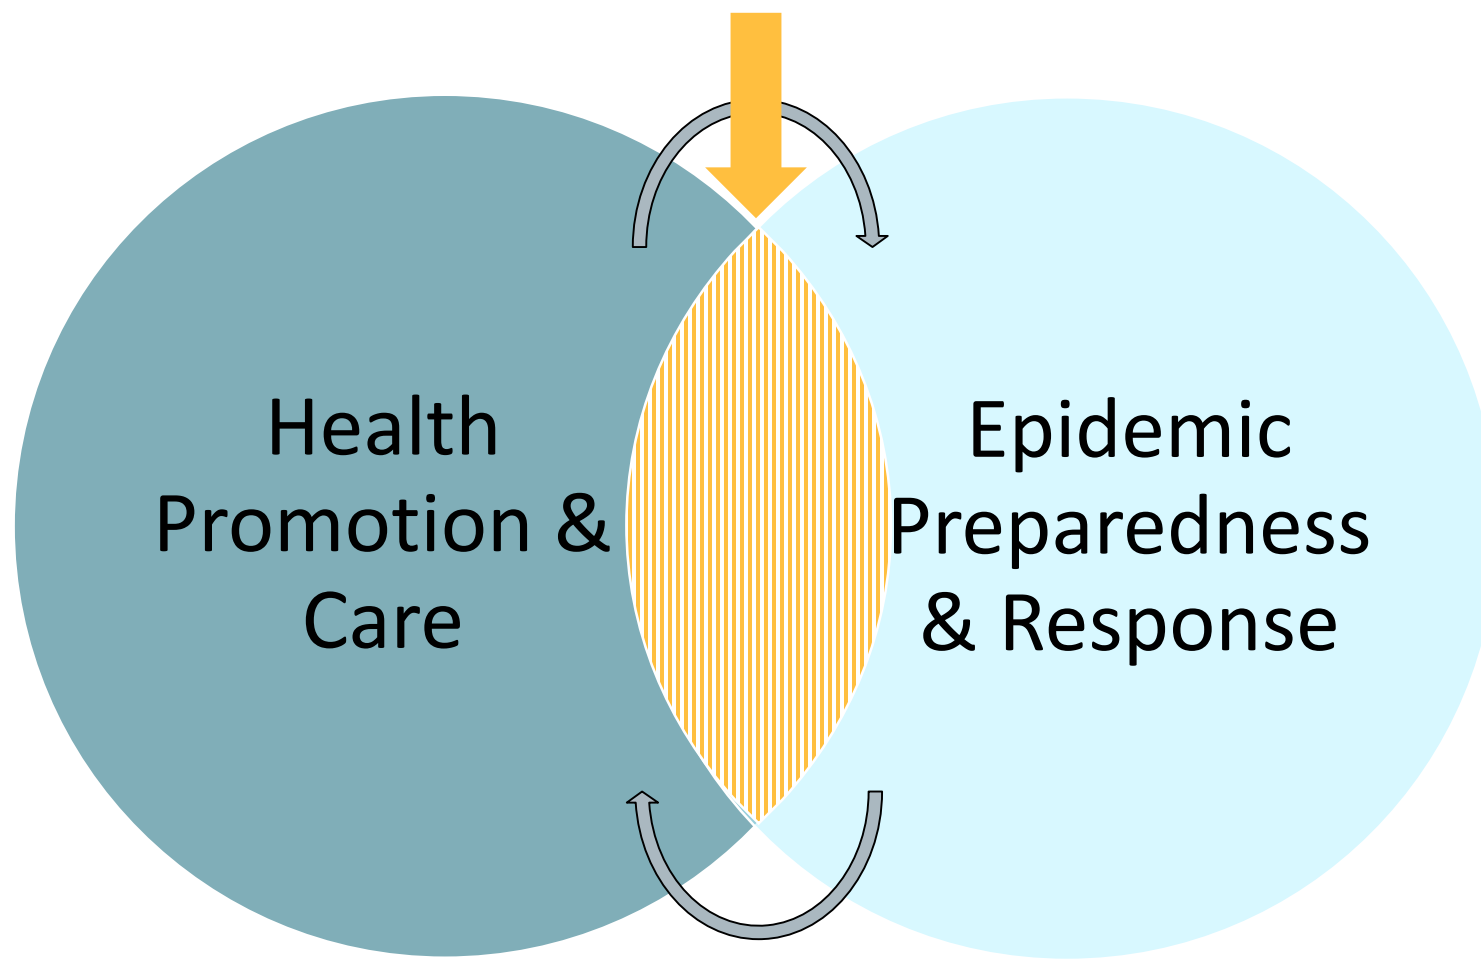 Health
Promotion &
Care
Epidemic
Preparedness
& Response